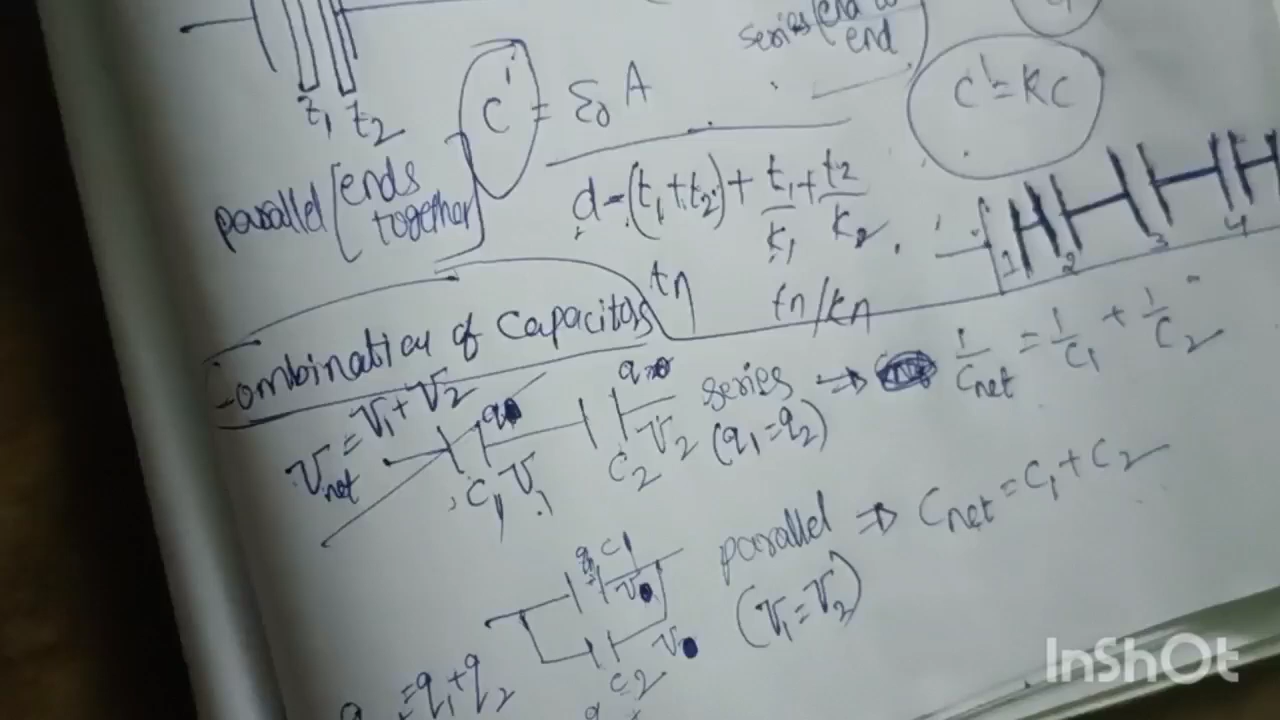 series (end to
end
t₁ t₂
C' = ε₀ A
d-(t₁+t₂)+ t₁/K₁ + t₂/K₂
C'=KC
parallel (ends
together)
1 2 3 4
tn tn/kn
Combination of Capacitors
Vnet = V₁+V₂
q q
C₁ V₁ C₂ V₂
series ⇒ 1/Cnet = 1/C₁ + 1/C₂
(q₁=q₂)
C₁
V
V
C₂
parallel ⇒ Cnet = C₁+C₂
(V₁=V₂)
=q₁+q₂
InShOt